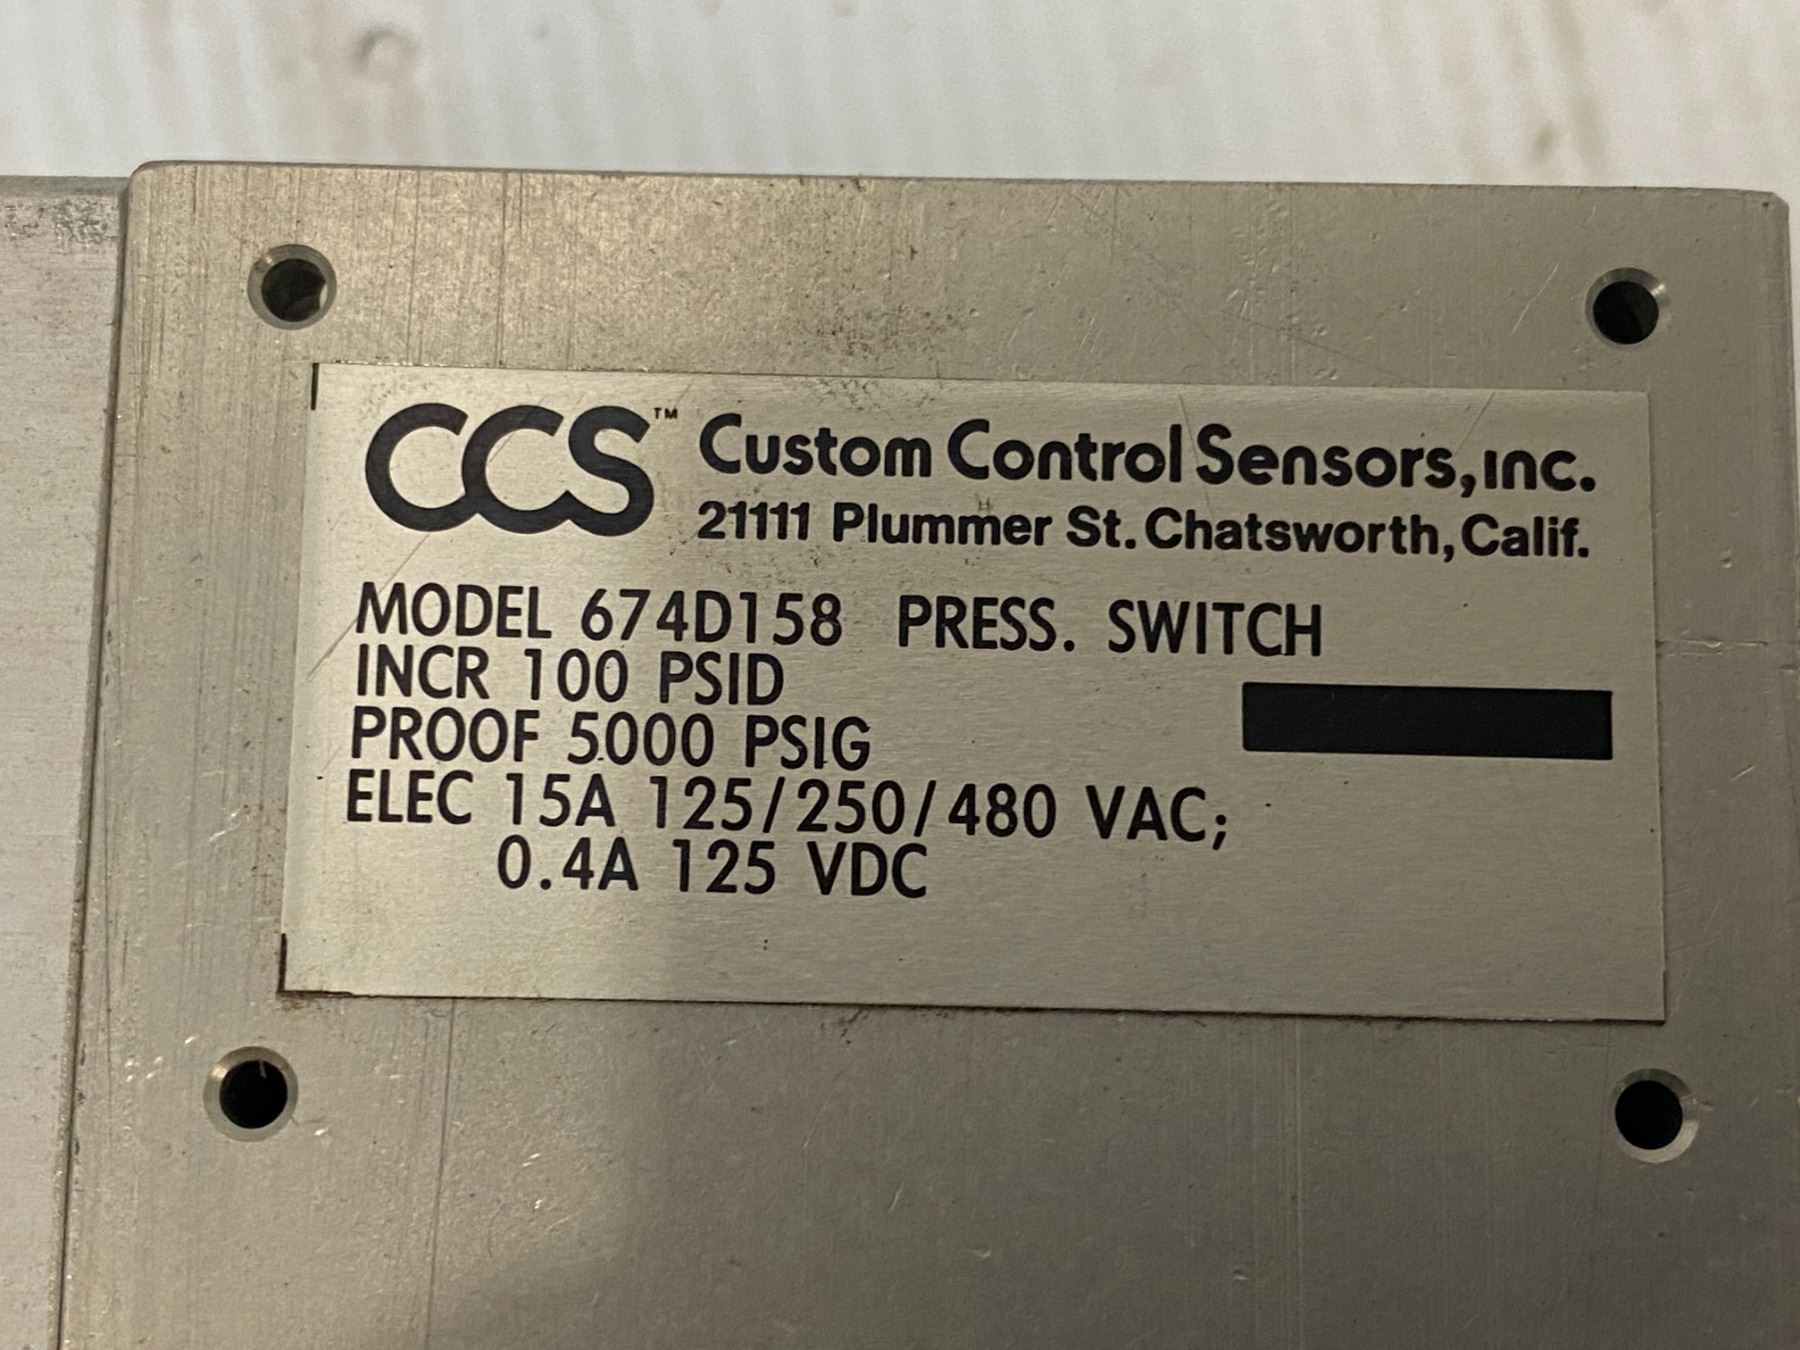 CCS™ Custom Control Sensors, inc.
21111 Plummer St. Chatsworth, Calif.
MODEL 674D158 PRESS. SWITCH
INCR 100 PSID
PROOF 5000 PSIG
ELEC 15A 125/250/480 VAC;
0.4A 125 VDC